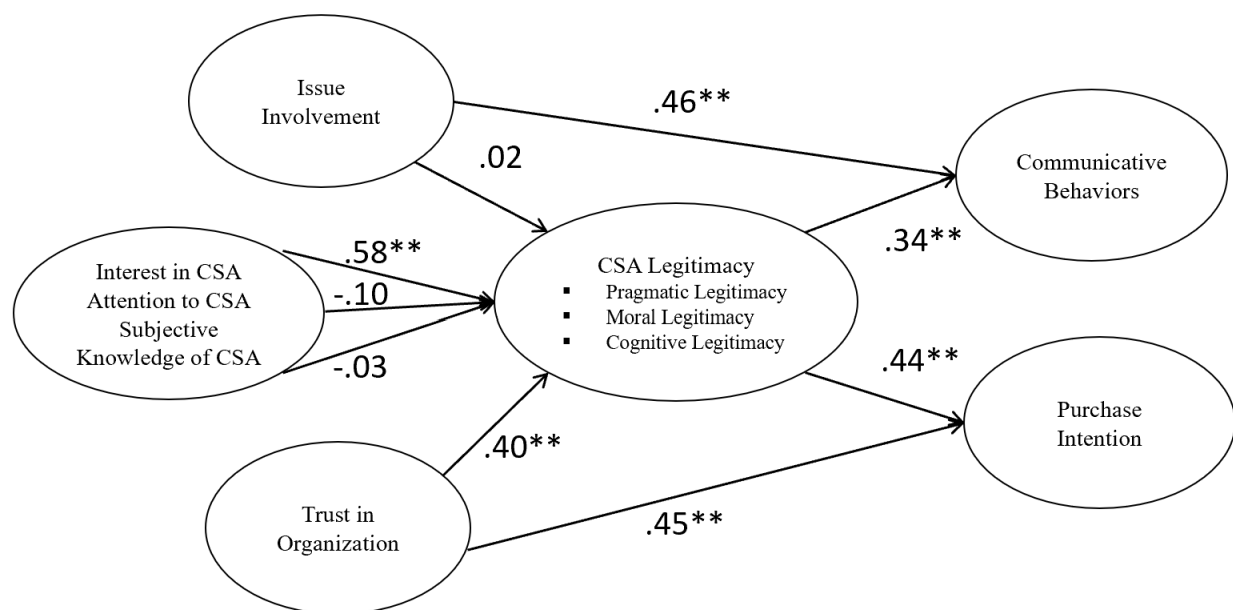 Issue
Involvement
.46**
.02
Communicative
Behaviors
.34**
.58**
-.10
-.03
Interest in CSA
Attention to CSA
Subjective
Knowledge of CSA
CSA Legitimacy
▪ Pragmatic Legitimacy
▪ Moral Legitimacy
▪ Cognitive Legitimacy
.44**
.40**
Purchase
Intention
Trust in
Organization
.45**